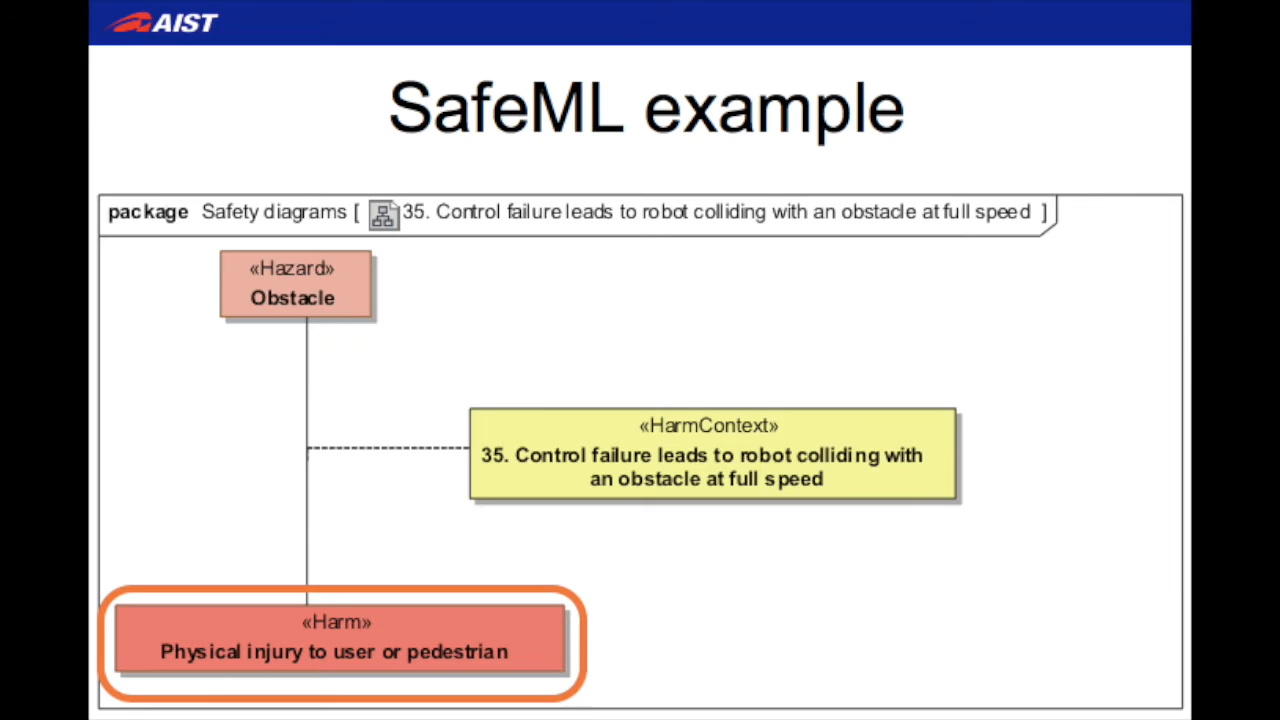 AIST
SafeML example
package Safety diagrams [ 35. Control failure leads to robot colliding with an obstacle at full speed ]
«Hazard»
Obstacle
«HarmContext»
35. Control failure leads to robot colliding with
an obstacle at full speed
«Harm»
Physical injury to user or pedestrian